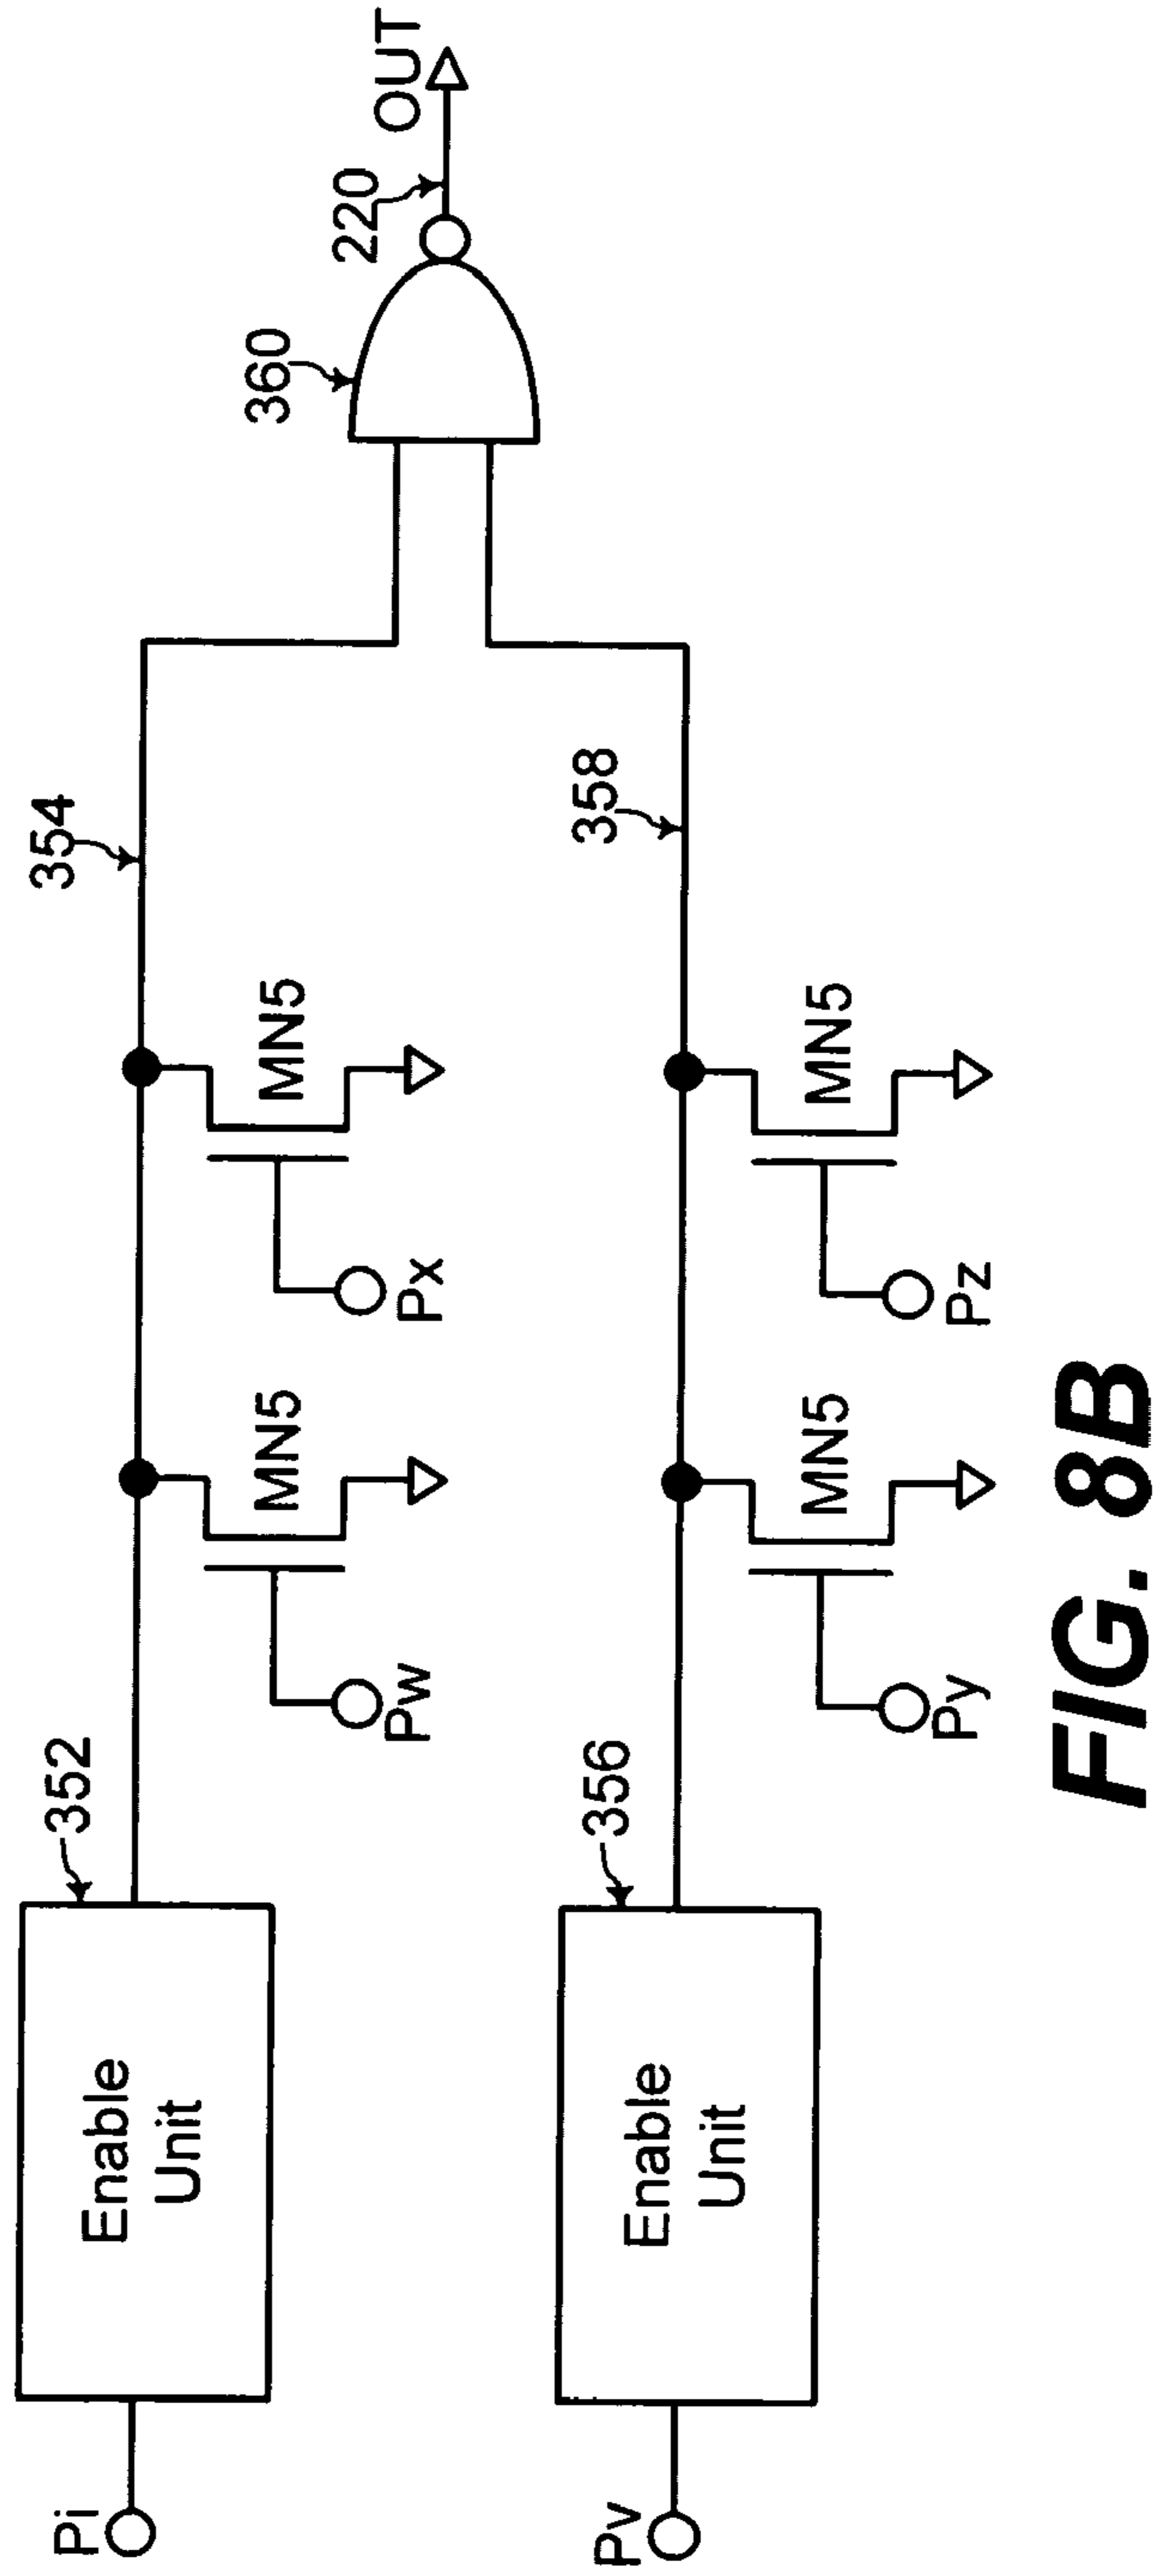 Pi
Enable
Unit
352
Pw
MN5
Px
MN5
354
360
220
OUT
Pv
Enable
Unit
356
Py
MN5
Pz
MN5
358
FIG. 8B